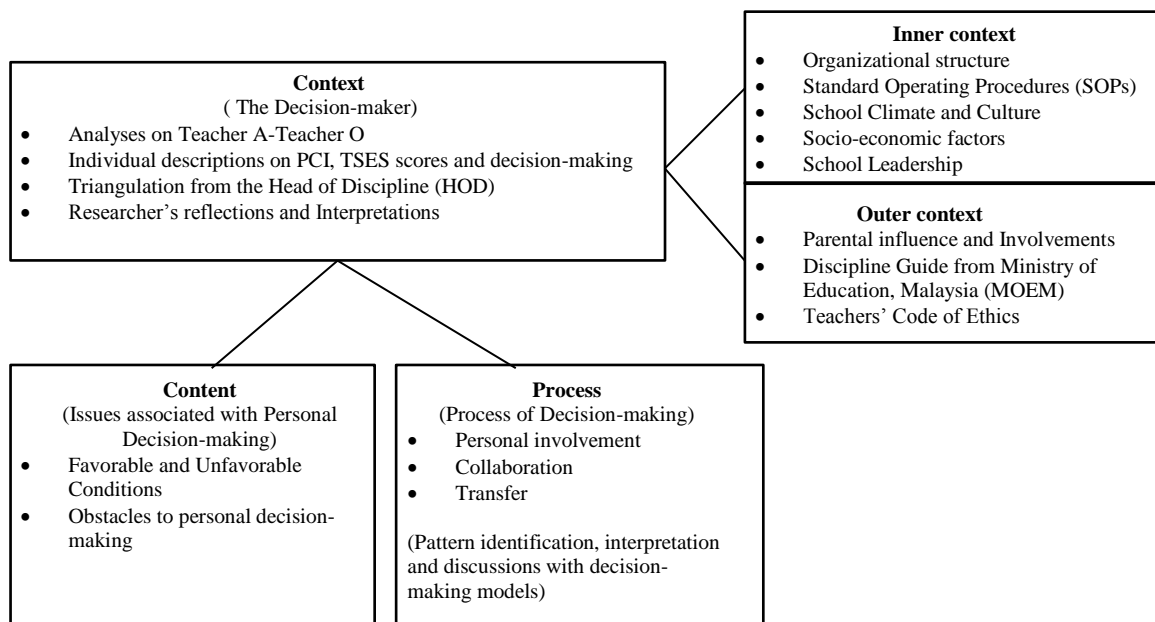 Context
( The Decision-maker)
• Analyses on Teacher A-Teacher O
• Individual descriptions on PCI, TSES scores and decision-making
• Triangulation from the Head of Discipline (HOD)
• Researcher’s reflections and Interpretations
Inner context
• Organizational structure
• Standard Operating Procedures (SOPs)
• School Climate and Culture
• Socio-economic factors
• School Leadership
Outer context
• Parental influence and Involvements
• Discipline Guide from Ministry of
Education, Malaysia (MOEM)
• Teachers’ Code of Ethics
Content
(Issues associated with Personal
Decision-making)
• Favorable and Unfavorable
Conditions
• Obstacles to personal decision-
making
Process
(Process of Decision-making)
• Personal involvement
• Collaboration
• Transfer
(Pattern identification, interpretation
and discussions with decision-
making models)